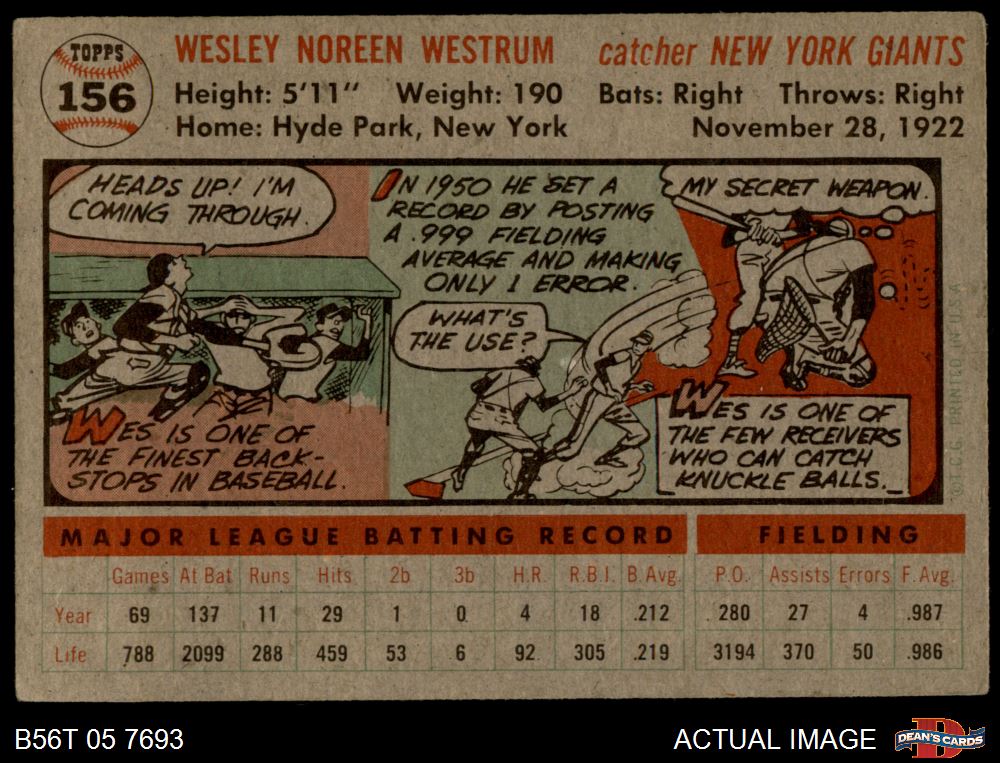 TOPPS
156
WESLEY NOREEN WESTRUM catcher NEW YORK GIANTS
Height: 5'11" Weight: 190 Bats: Right Throws: Right
Home: Hyde Park, New York November 28, 1922
HEADS UP! I'M
COMING THROUGH.
WES IS ONE OF
THE FINEST BACK-
STOPS IN BASEBALL.
IN 1950 HE SET A
RECORD BY POSTING
A .999 FIELDING
AVERAGE AND MAKING
ONLY 1 ERROR.
WHAT'S
THE USE?
MY SECRET WEAPON.
WES IS ONE OF
THE FEW RECEIVERS
WHO CAN CATCH
KNUCKLE BALLS.
©T.C.G. PRINTED IN U.S.A.
MAJOR LEAGUE BATTING RECORD FIELDING
Games At Bat Runs Hits 2b 3b H.R. R.B.I. B.Avg. P.O. Assists Errors F.Avg.
Year 69 137 11 29 1 0 4 18 .212 280 27 4 .987
Life 788 2099 288 459 53 6 92 305 .219 3194 370 50 .986
B56T 05 7693 ACTUAL IMAGE DEAN'S CARDS